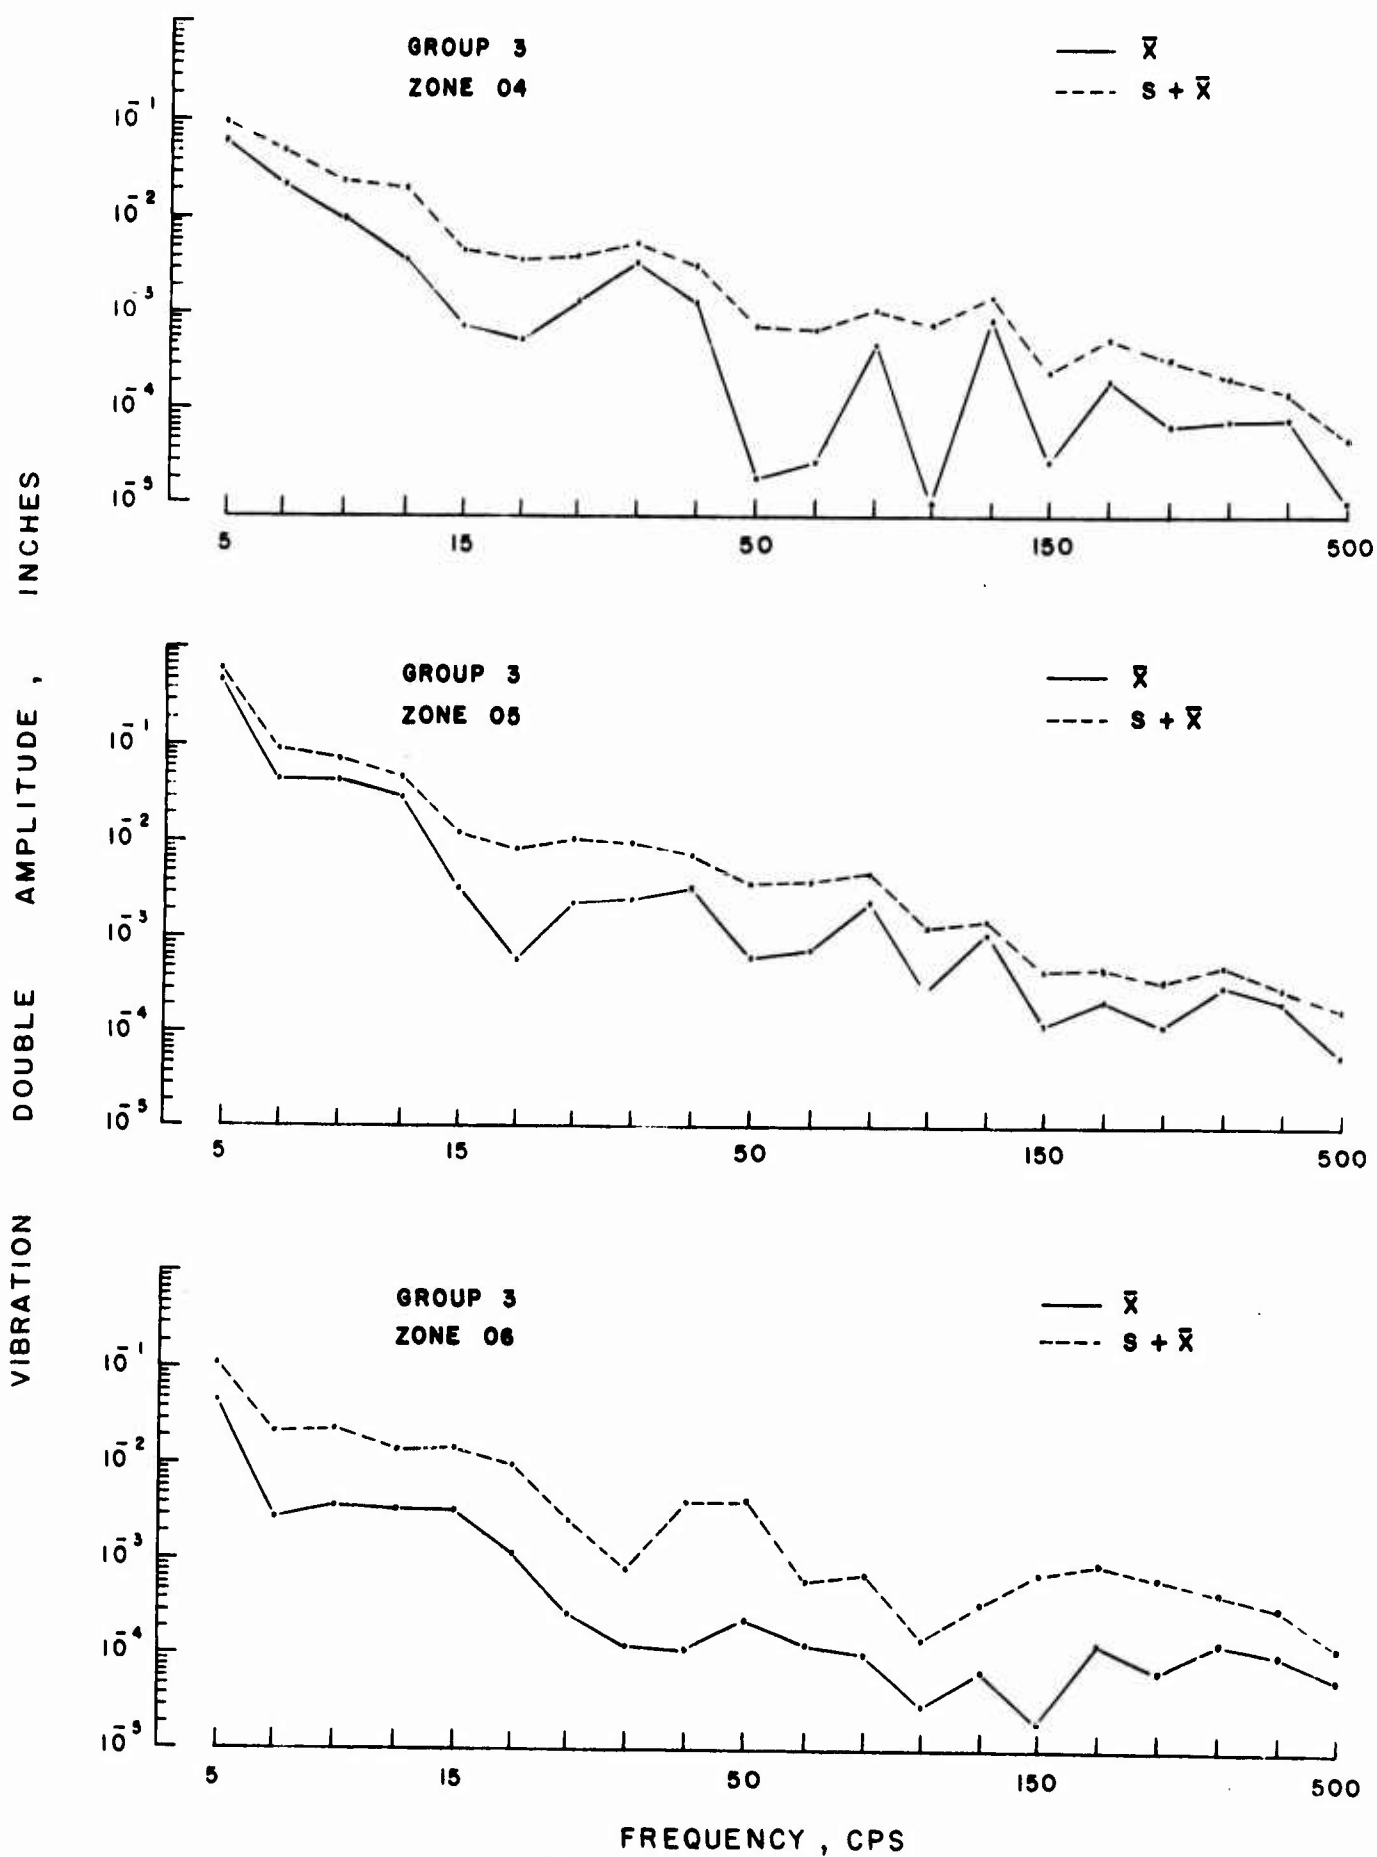 GROUP 3
ZONE 04
X̄
S + X̄
10⁻¹
10⁻²
10⁻³
10⁻⁴
10⁻⁵
5 15 50 150 500
GROUP 3
ZONE 05
X̄
S + X̄
10⁻¹
10⁻²
10⁻³
10⁻⁴
10⁻⁵
5 15 50 150 500
GROUP 3
ZONE 06
X̄
S + X̄
10⁻¹
10⁻²
10⁻³
10⁻⁴
10⁻⁵
5 15 50 150 500
VIBRATION DOUBLE AMPLITUDE , INCHES
FREQUENCY , CPS